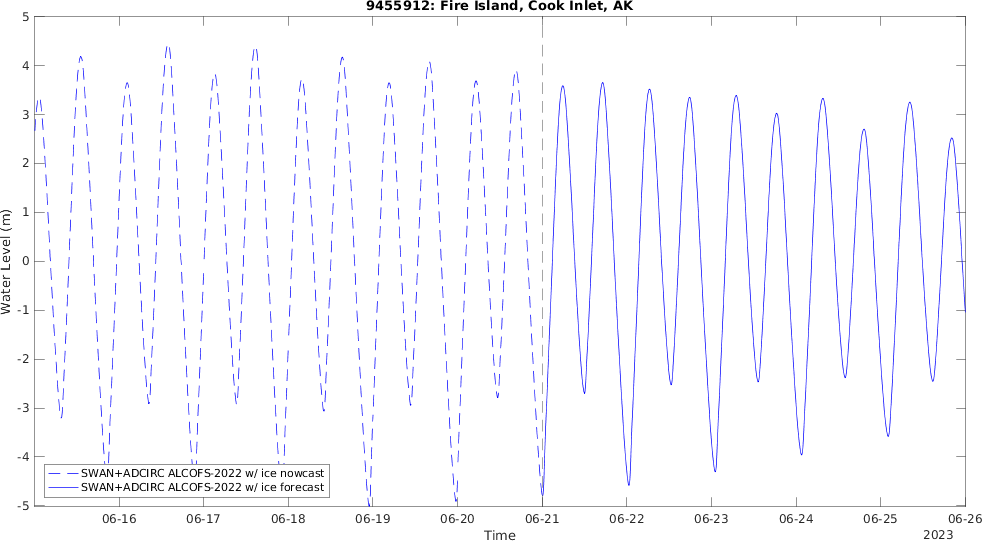 9455912: Fire Island, Cook Inlet, AK
5
4
3
2
1
0
-1
-2
-3
-4
-5
Water Level (m)
SWAN+ADCIRC ALCOFS-2022 w/ ice nowcast
SWAN+ADCIRC ALCOFS-2022 w/ ice forecast
06-16 06-17 06-18 06-19 06-20 06-21 06-22 06-23 06-24 06-25 06-26
Time
2023